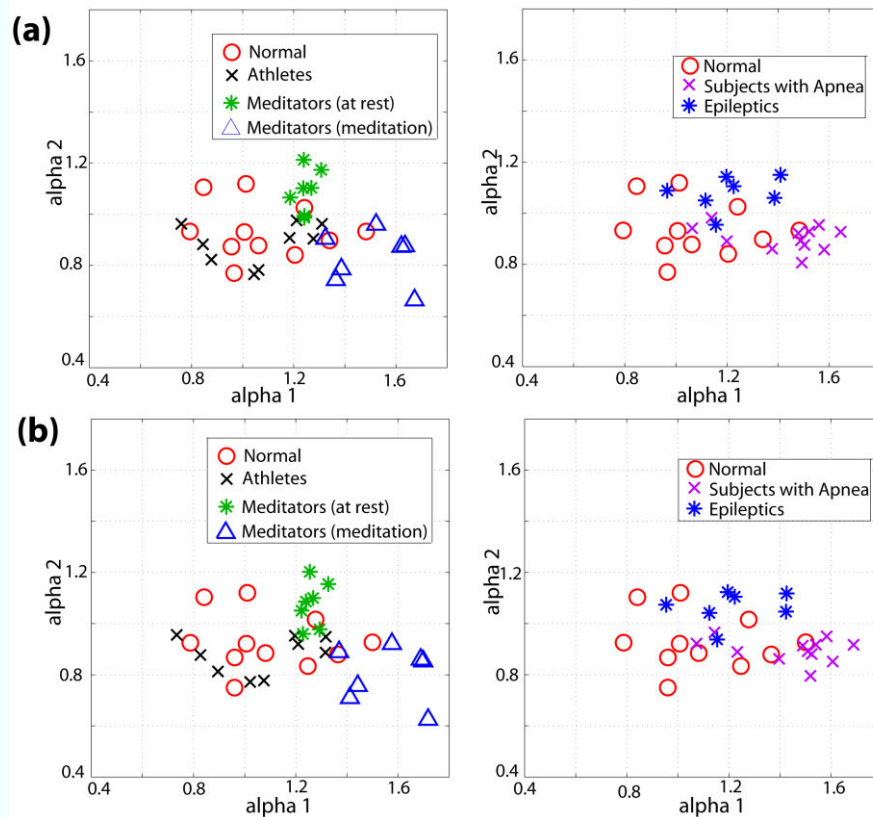 (a)
1.6
1.2
0.8
0.4
alpha 2
Normal
Athletes
Meditators (at rest)
Meditators (meditation)
0.4
0.8
1.2
1.6
alpha 1
1.6
1.2
0.8
0.4
alpha 2
Normal
Subjects with Apnea
Epileptics
0.4
0.8
1.2
1.6
alpha 1
(b)
1.6
1.2
0.8
0.4
alpha 2
Normal
Athletes
Meditators (at rest)
Meditators (meditation)
0.4
0.8
1.2
1.6
alpha 1
1.6
1.2
0.8
0.4
alpha 2
Normal
Subjects with Apnea
Epileptics
0.4
0.8
1.2
1.6
alpha 1